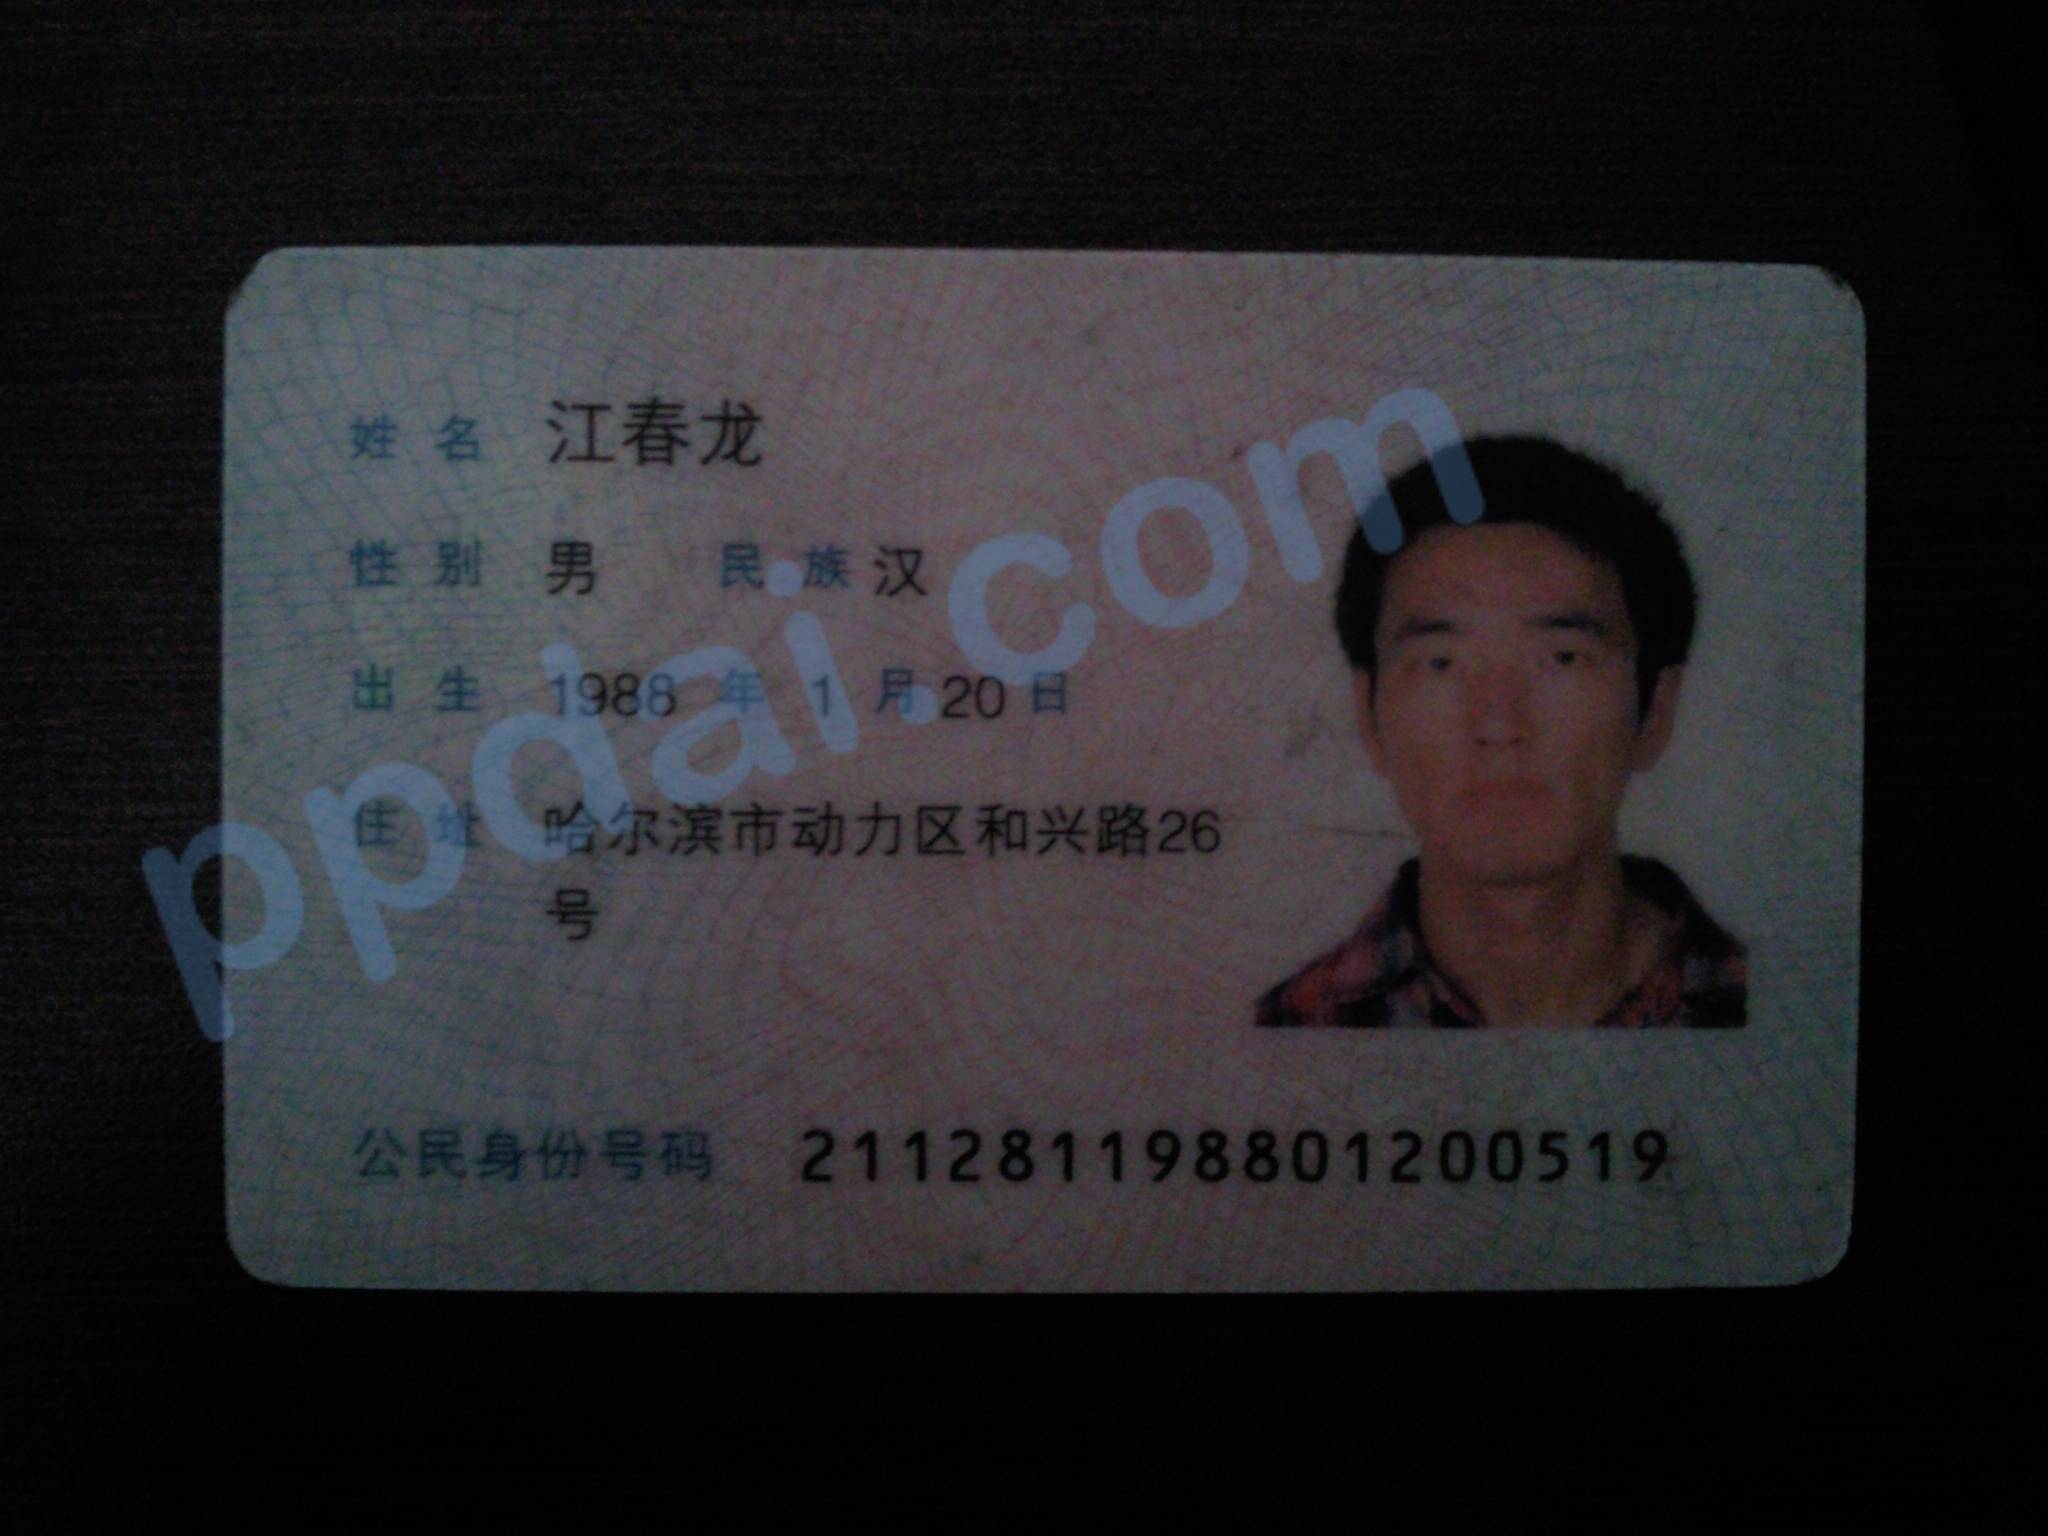 姓名 江春龙
性别 男 民族 汉
出生 1988 年 1 月 20 日
住址 哈尔滨市动力区和兴路26
号
公民身份号码 211281198801200519
ppdai.com